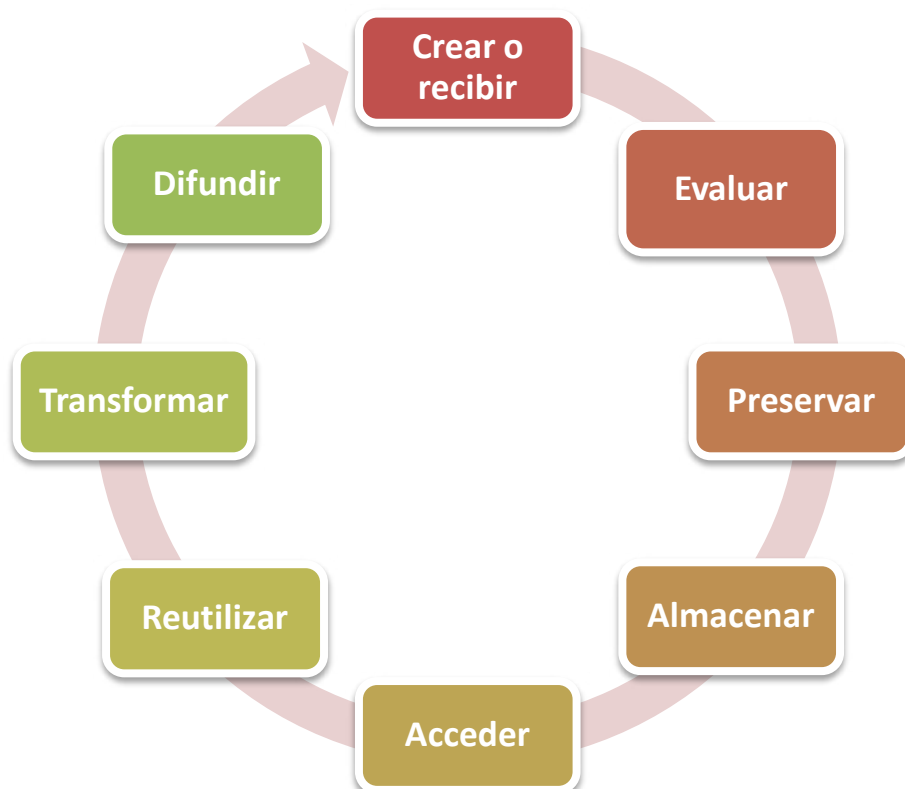 Crear o
recibir
Evaluar
Preservar
Almacenar
Acceder
Reutilizar
Transformar
Difundir